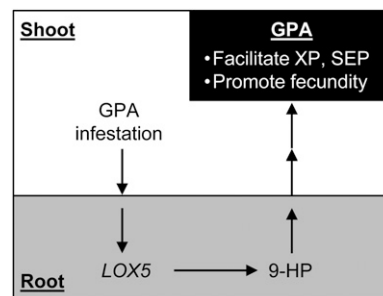 Shoot
GPA
•Facilitate XP, SEP
•Promote fecundity
GPA
infestation
LOX5
9-HP
Root